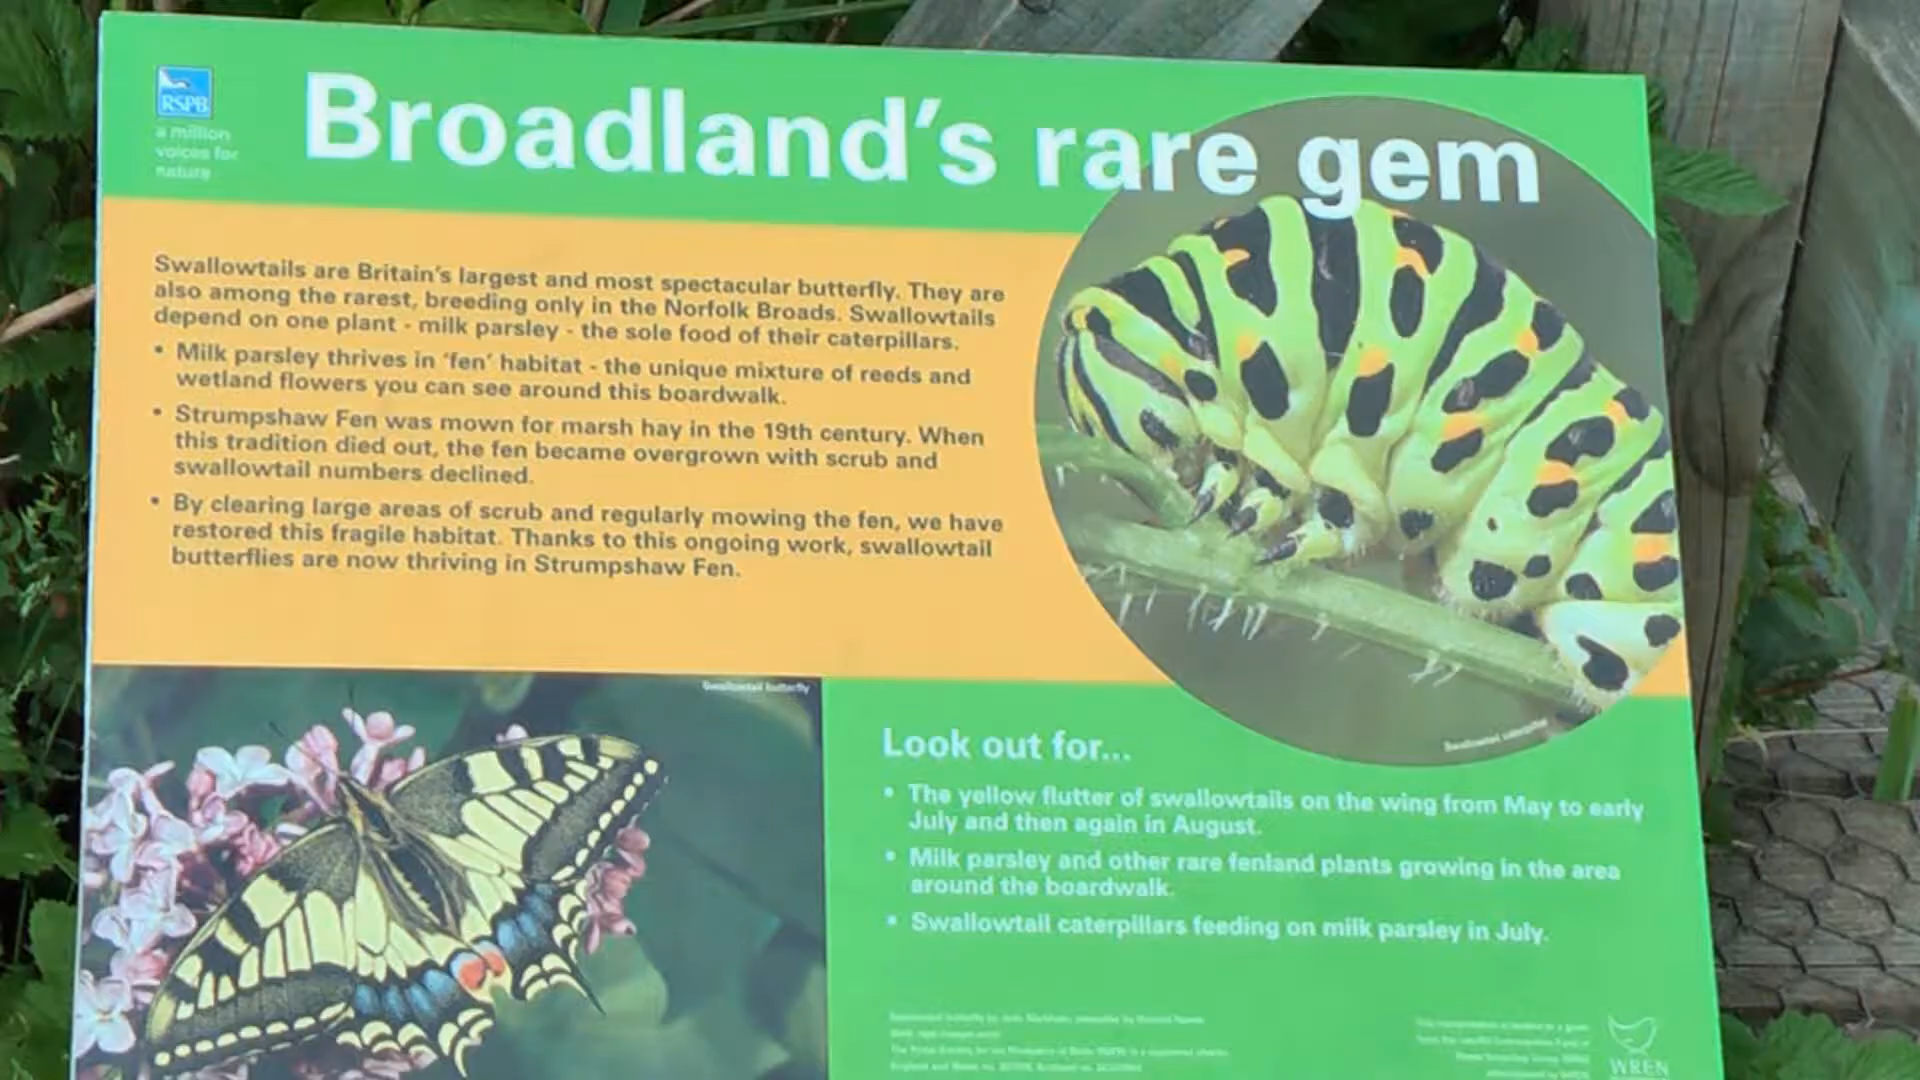 RSPB
a million
voices for
nature
Broadland's rare gem
Swallowtails are Britain's largest and most spectacular butterfly. They are
also among the rarest, breeding only in the Norfolk Broads. Swallowtails
depend on one plant - milk parsley - the sole food of their caterpillars.
• Milk parsley thrives in 'fen' habitat - the unique mixture of reeds and
wetland flowers you can see around this boardwalk.
• Strumpshaw Fen was mown for marsh hay in the 19th century. When
this tradition died out, the fen became overgrown with scrub and
swallowtail numbers declined.
• By clearing large areas of scrub and regularly mowing the fen, we have
restored this fragile habitat. Thanks to this ongoing work, swallowtail
butterflies are now thriving in Strumpshaw Fen.
Swallowtail butterfly
Swallowtail caterpillar
Look out for...
• The yellow flutter of swallowtails on the wing from May to early
July and then again in August.
• Milk parsley and other rare fenland plants growing in the area
around the boardwalk.
• Swallowtail caterpillars feeding on milk parsley in July.
WREN